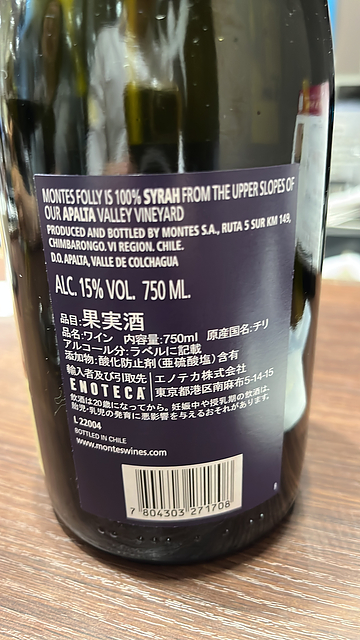 MONTES FOLLY IS 100% SYRAH FROM THE UPPER SLOPES OF
OUR APALTA VALLEY VINEYARD
PRODUCED AND BOTTLED BY MONTES S.A., RUTA 5 SUR KM 149,
CHIMBARONGO. VI REGION. CHILE.
D.O. APALTA, VALLE DE COLCHAGUA
ALC. 15% VOL. 750 ML.
品目:果実酒
品名:ワイン 内容量:750ml 原産国名:チリ
アルコール分:ラベルに記載
添加物:酸化防止剤(亜硫酸塩)含有
輸入者及び引取先 エノテカ株式会社
ENOTECA 東京都港区南麻布5-14-15
飲酒は20歳になってから。妊娠中や授乳期の飲酒は、
胎児・乳児の発育に悪影響を与えるおそれがあります。
L 22004
BOTTLED IN CHILE
www.monteswines.com
7 804303 271708